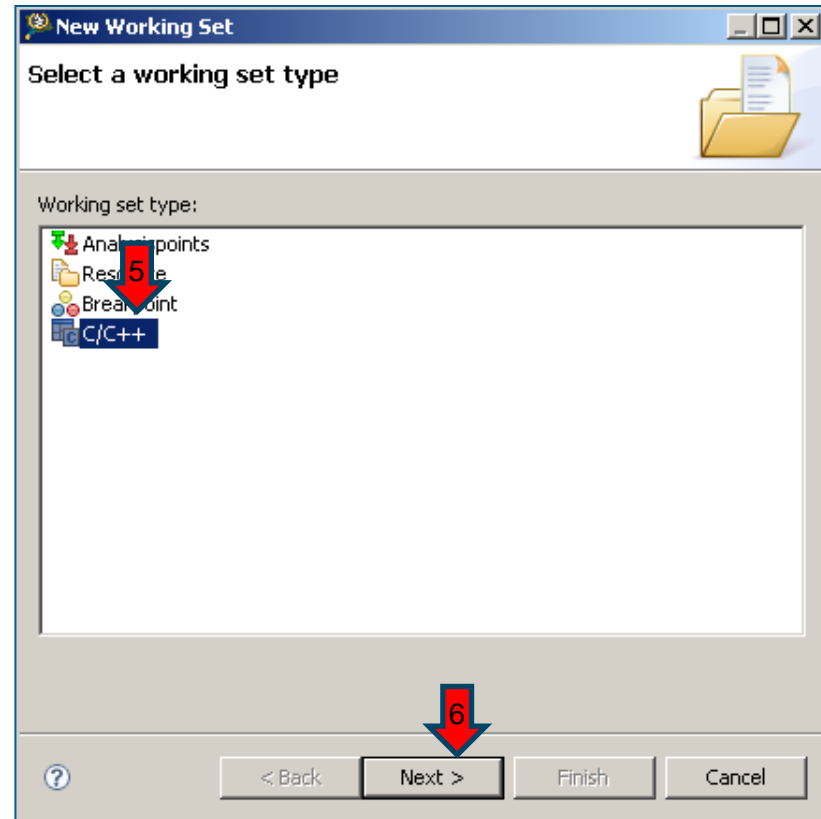 New Working Set
Select a working set type
Working set type:
Analysispoints
5
Resource
Breakpoint
C/C++
6
< Back Next > Finish Cancel